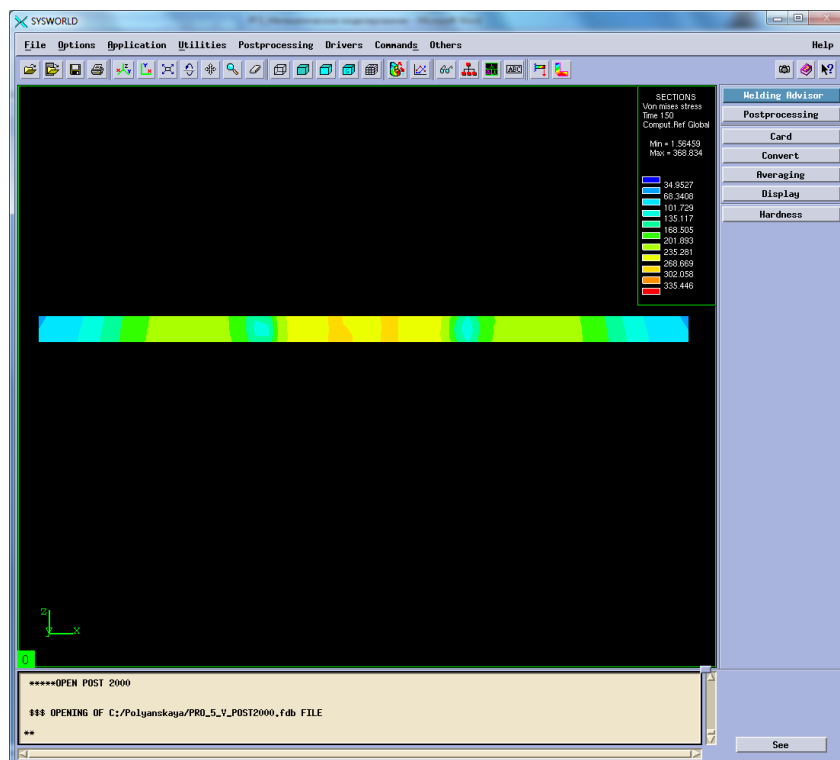 SYSWORLD
File Options Application Utilities Postprocessing Drivers Commands Others Help
ABC
SECTIONS
Von mises stress
Time 150
Comput.Ref Global
Min = 1.56459
Max = 368.834
34.9527
68.3408
101.729
135.117
168.505
201.893
235.281
268.669
302.058
335.446
Welding Advisor
Postprocessing
Card
Convert
Averaging
Display
Hardness
z
y x
0
*****OPEN POST 2000
$$$ OPENING OF C:/Polyanskaya/PRO_5_V_POST2000.fdb FILE
**
See